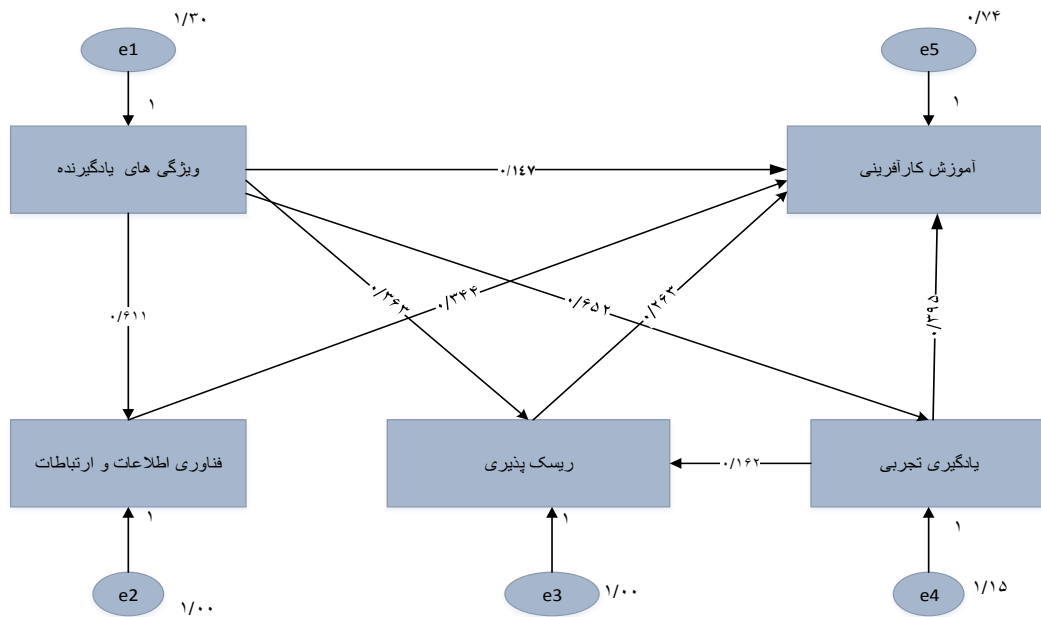 ۱/۳۰
۰/۷۴
e1
e5
۱
۱
ویژگی های یادگیرنده
آموزش کارآفرینی
۰/۱٤۷
۰/۶۱۱
۰/۲۶۳
۰/۳۴۴
۰/۶۵۲
۰/۲۶۳
۰/۳۹۵
فناوری اطلاعات و ارتباطات
ریسک پذیری
یادگیری تجربی
۰/۱۶۲
۱
۱
۱
e2
۱/۰۰
e3
۱/۰۰
e4
۱/۱۵